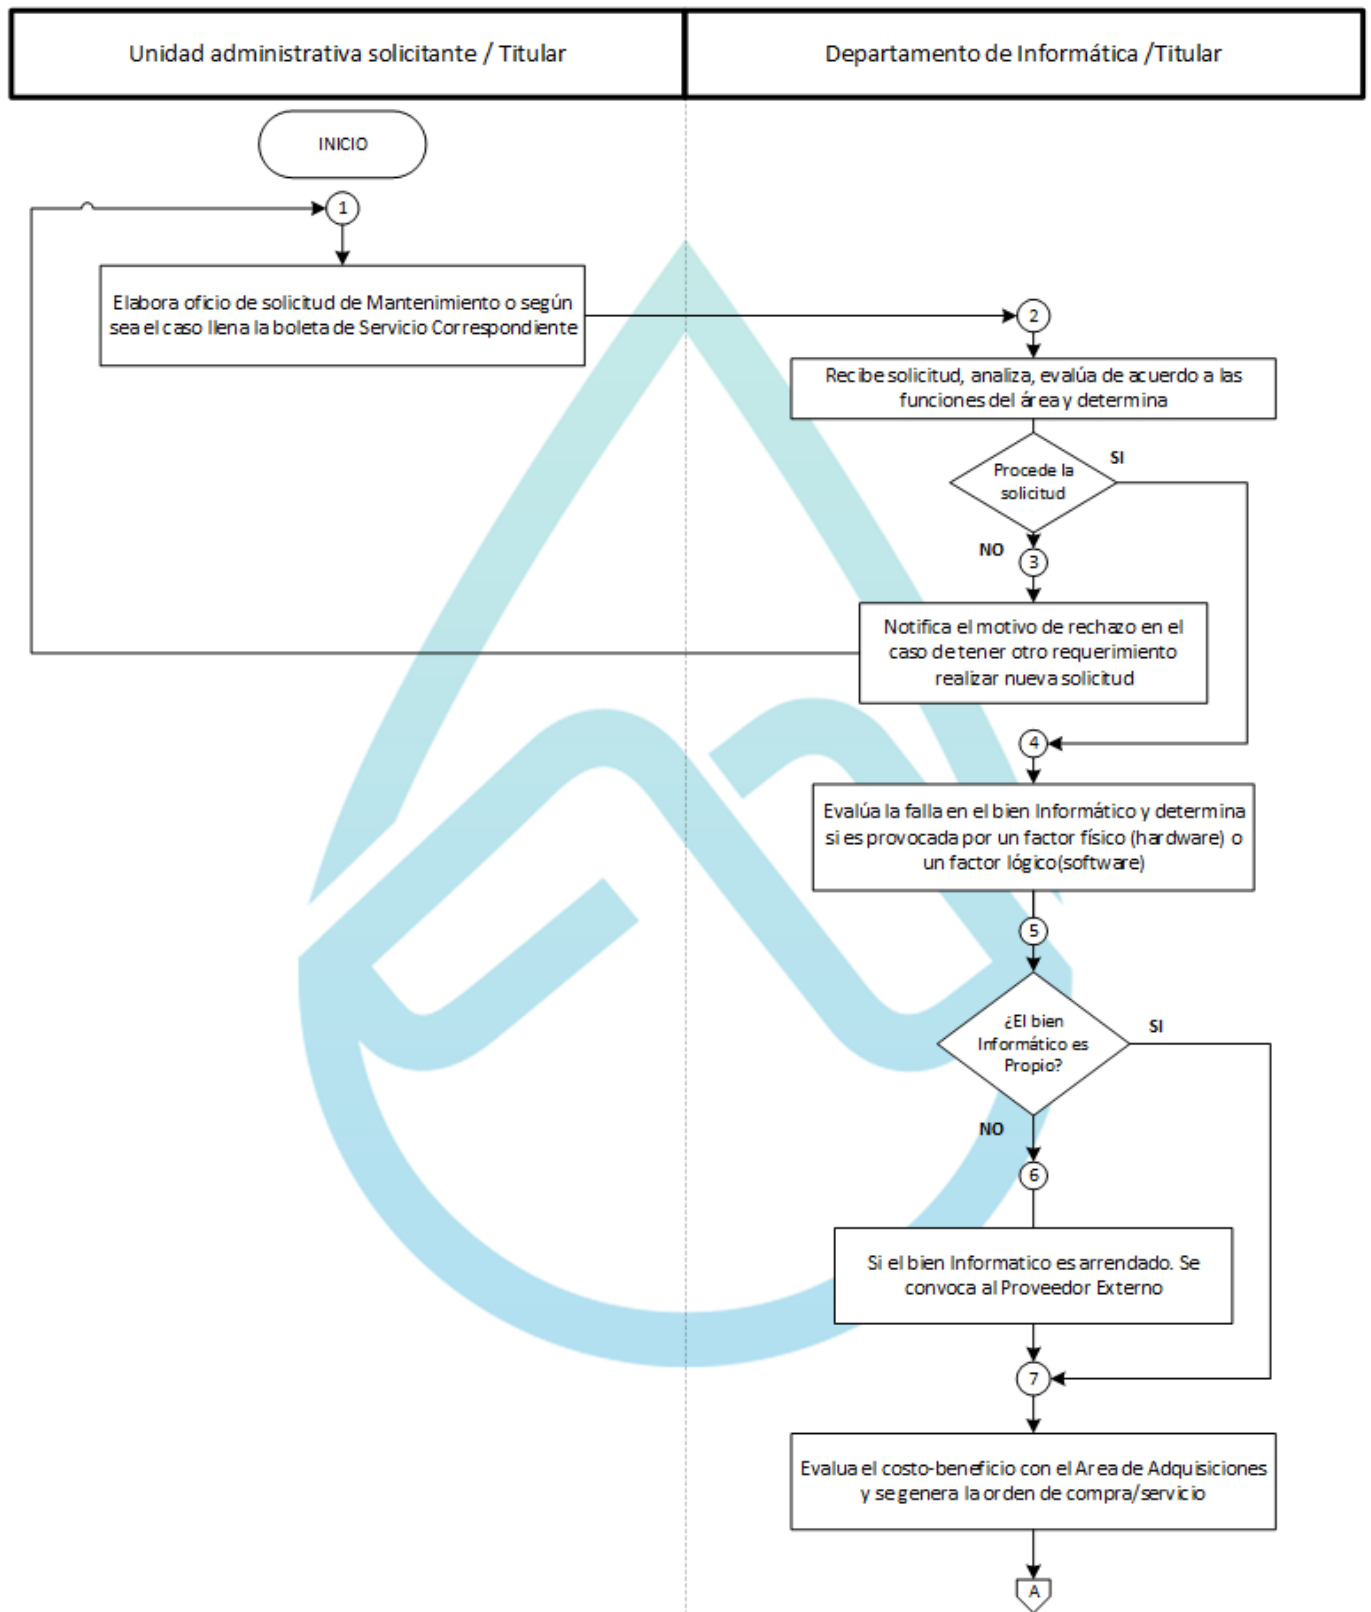 Unidad administrativa solicitante / Titular
Departamento de Informática /Titular
INICIO
1
Elabora oficio de solicitud de Mantenimiento o según
sea el caso llena la boleta de Servicio Correspondiente
2
Recibe solicitud, analiza, evalúa de acuerdo a las
funciones del área y determina
Procede la
solicitud
SI
NO
3
Notifica el motivo de rechazo en el
caso de tener otro requerimiento
realizar nueva solicitud
4
Evalúa la falla en el bien Informático y determina
si es provocada por un factor físico (hardware) o
un factor lógico(software)
5
¿El bien
Informático es
Propio?
SI
NO
6
Si el bien Informatico es arrendado. Se
convoca al Proveedor Externo
7
Evalua el costo-beneficio con el Area de Adquisiciones
y se genera la orden de compra/servicio
A